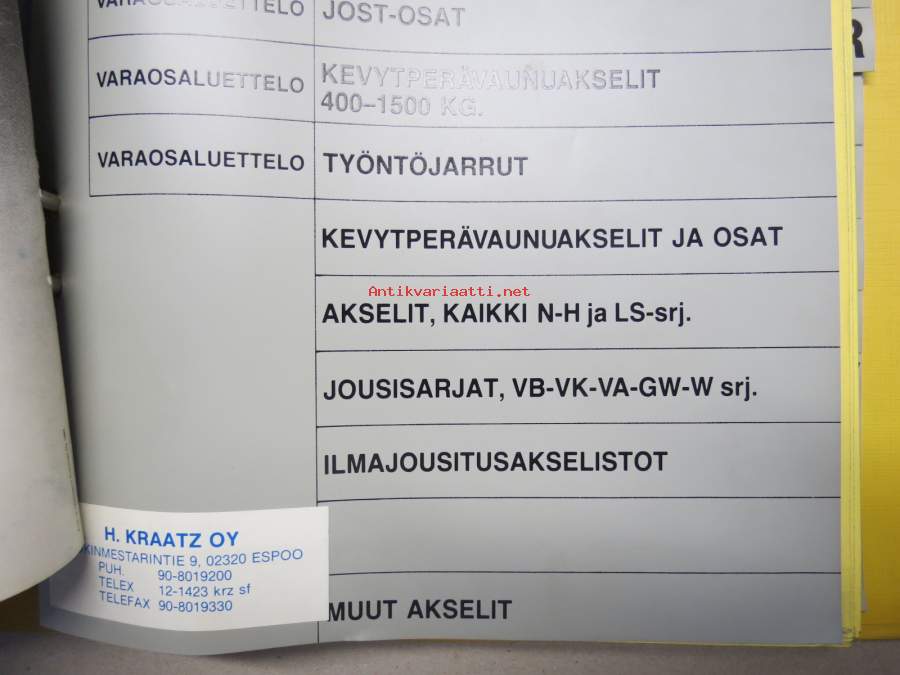 VARAOSALUETTELO JOST-OSAT
VARAOSALUETTELO KEVYTPERÄVAUNUAKSELIT
400-1500 KG.
VARAOSALUETTELO TYÖNTÖJARRUT
KEVYTPERÄVAUNUAKSELIT JA OSAT
Antikvariaatti.net
AKSELIT, KAIKKI N-H ja LS-srj.
JOUSISARJAT, VB-VK-VA-GW-W srj.
ILMAJOUSITUSAKSELISTOT
MUUT AKSELIT
H. KRAATZ OY
9, 02320 ESPOO
PUH. 90-8019200
TELEX 12-1423 krz sf
TELEFAX 90-8019330
R